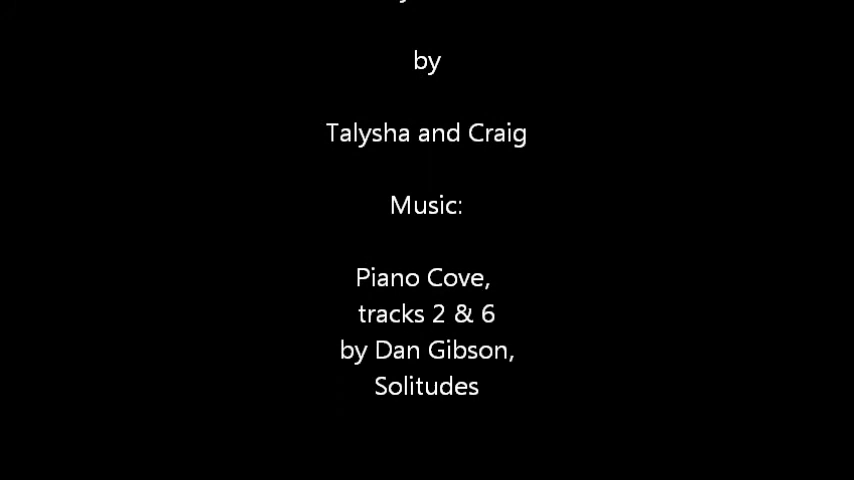 by
Talysha and Craig
Music:
Piano Cove,
tracks 2 & 6
by Dan Gibson,
Solitudes